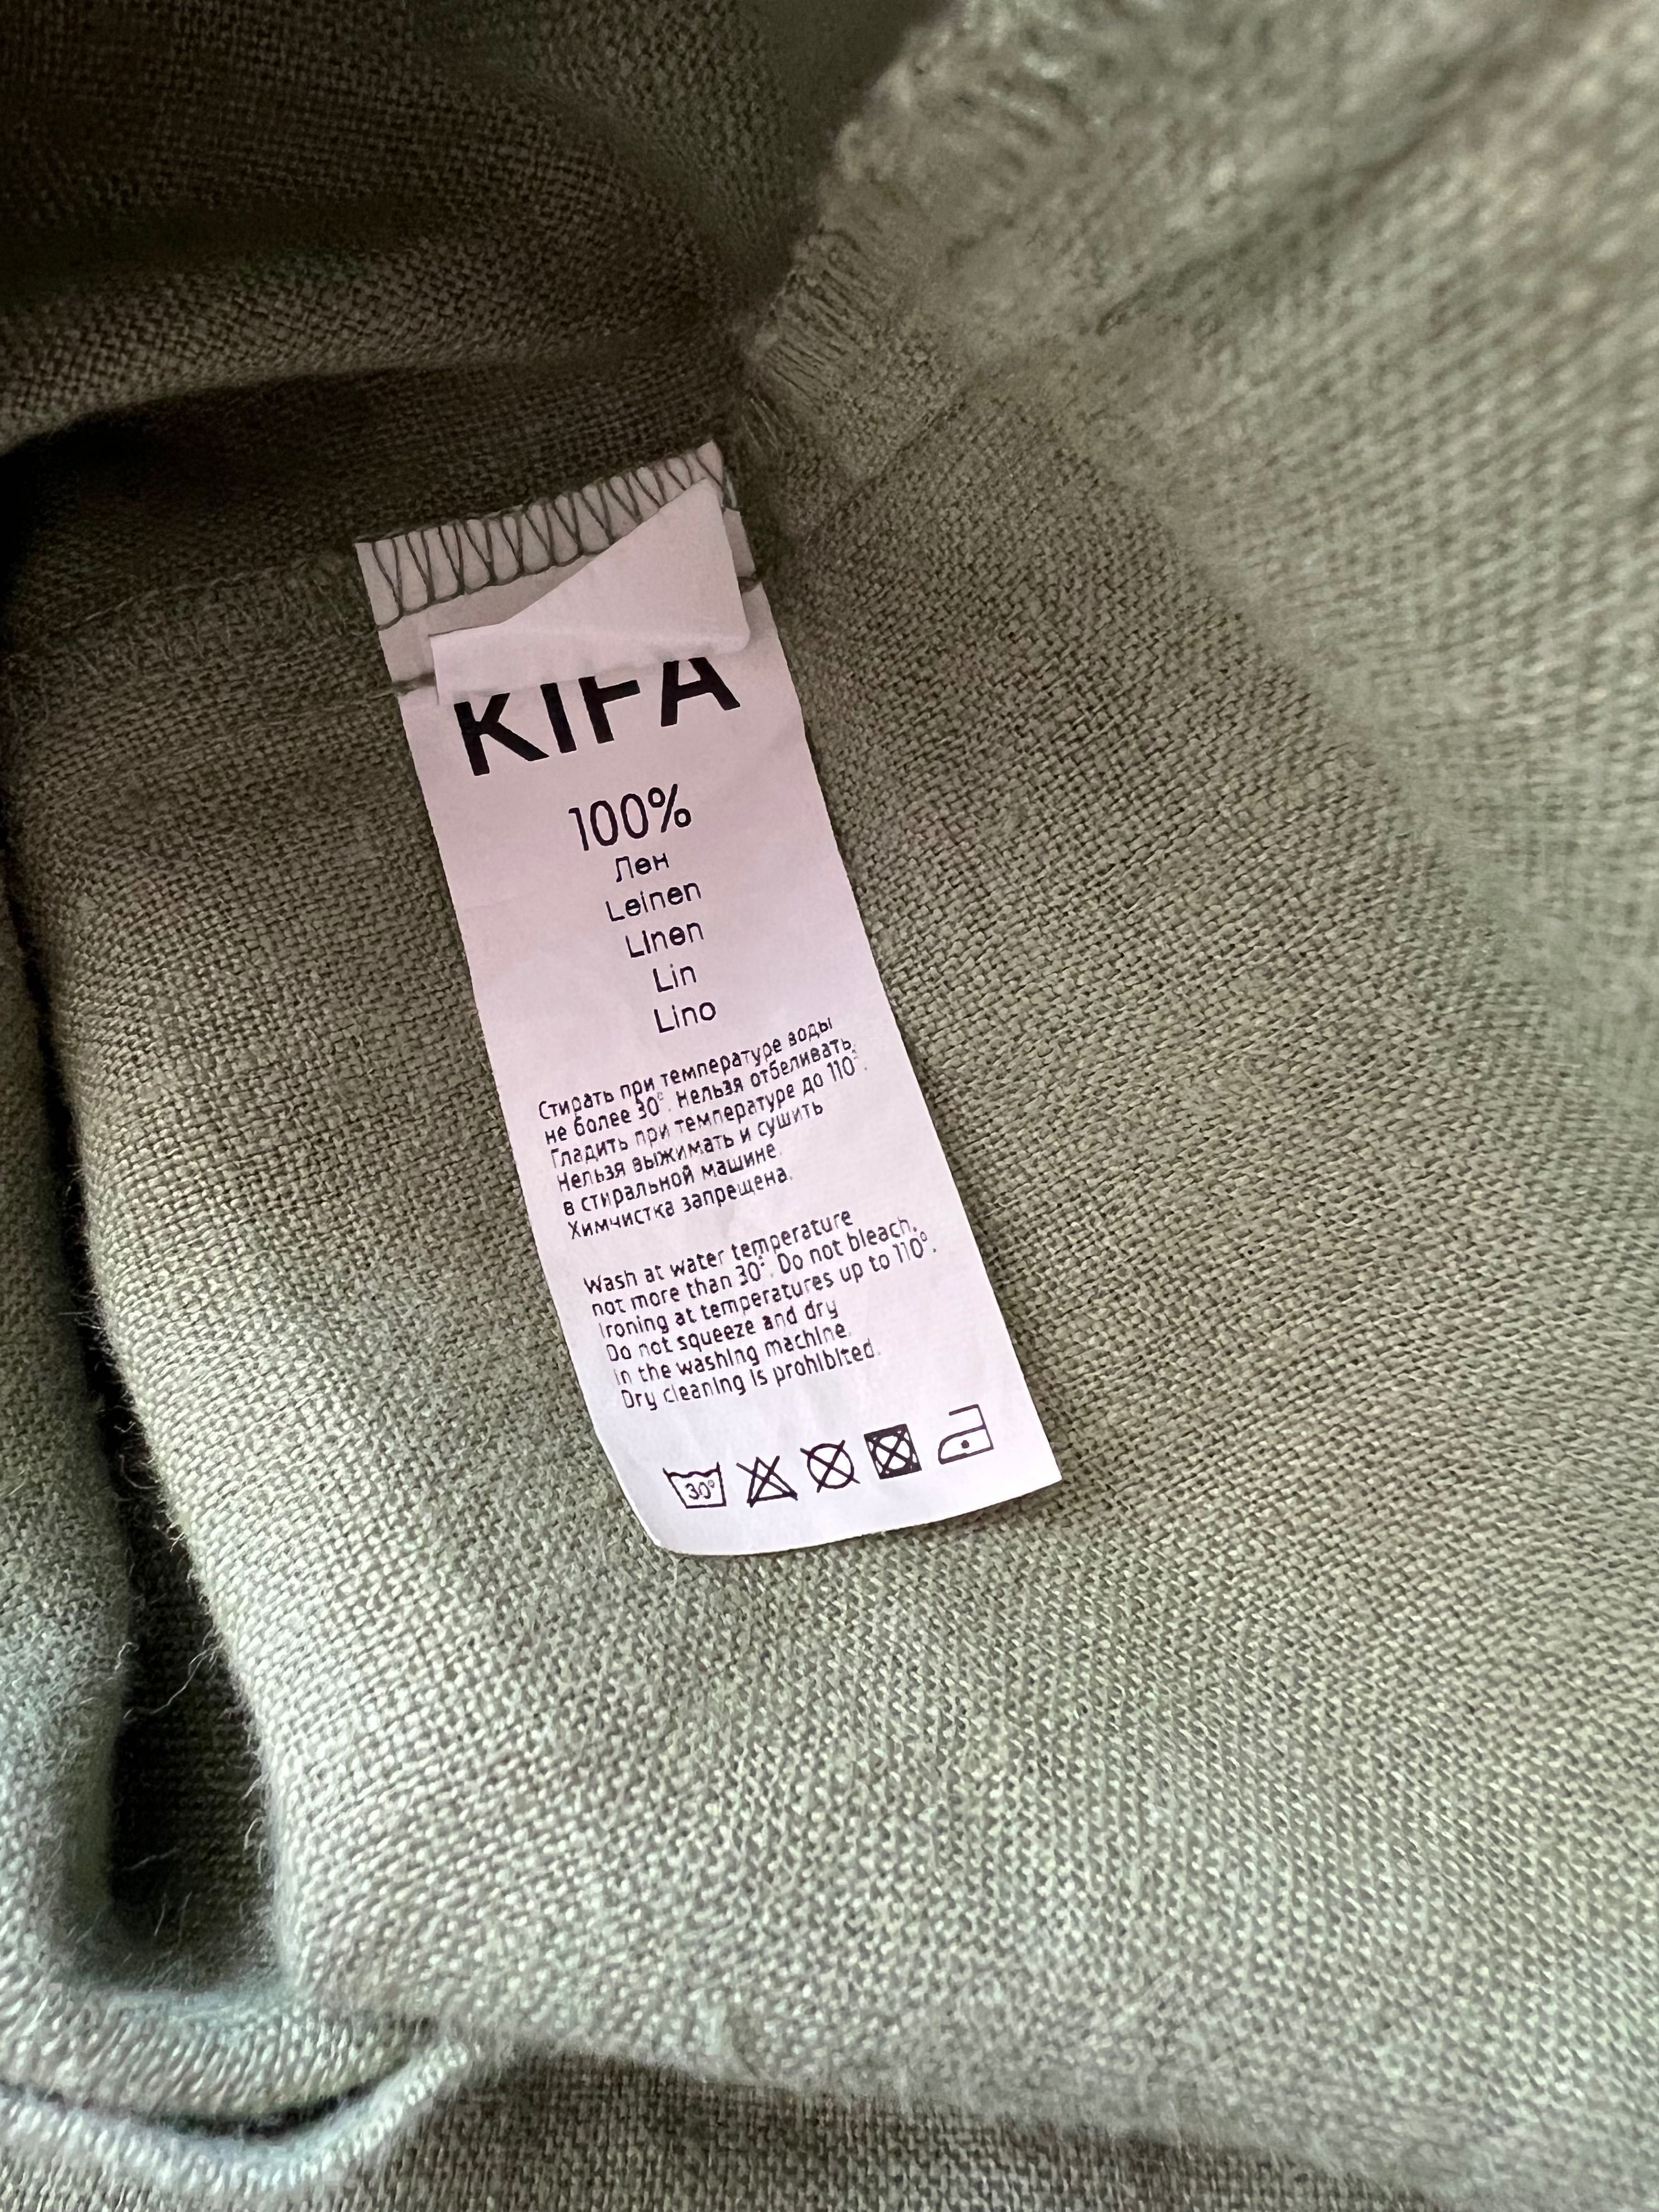 KIFA
100%
Лен
Leinen
Linen
Lin
Lino
Стирать при температуре воды
не более 30°. Нельзя отбеливать.
Гладить при температуре до 110°.
Нельзя выжимать и сушить
в стиральной машине.
Химчистка запрещена.
Wash at water temperature
not more than 30°. Do not bleach.
Ironing at temperatures up to 110°.
Do not squeeze and dry
in the washing machine.
Dry cleaning is prohibited.
30°